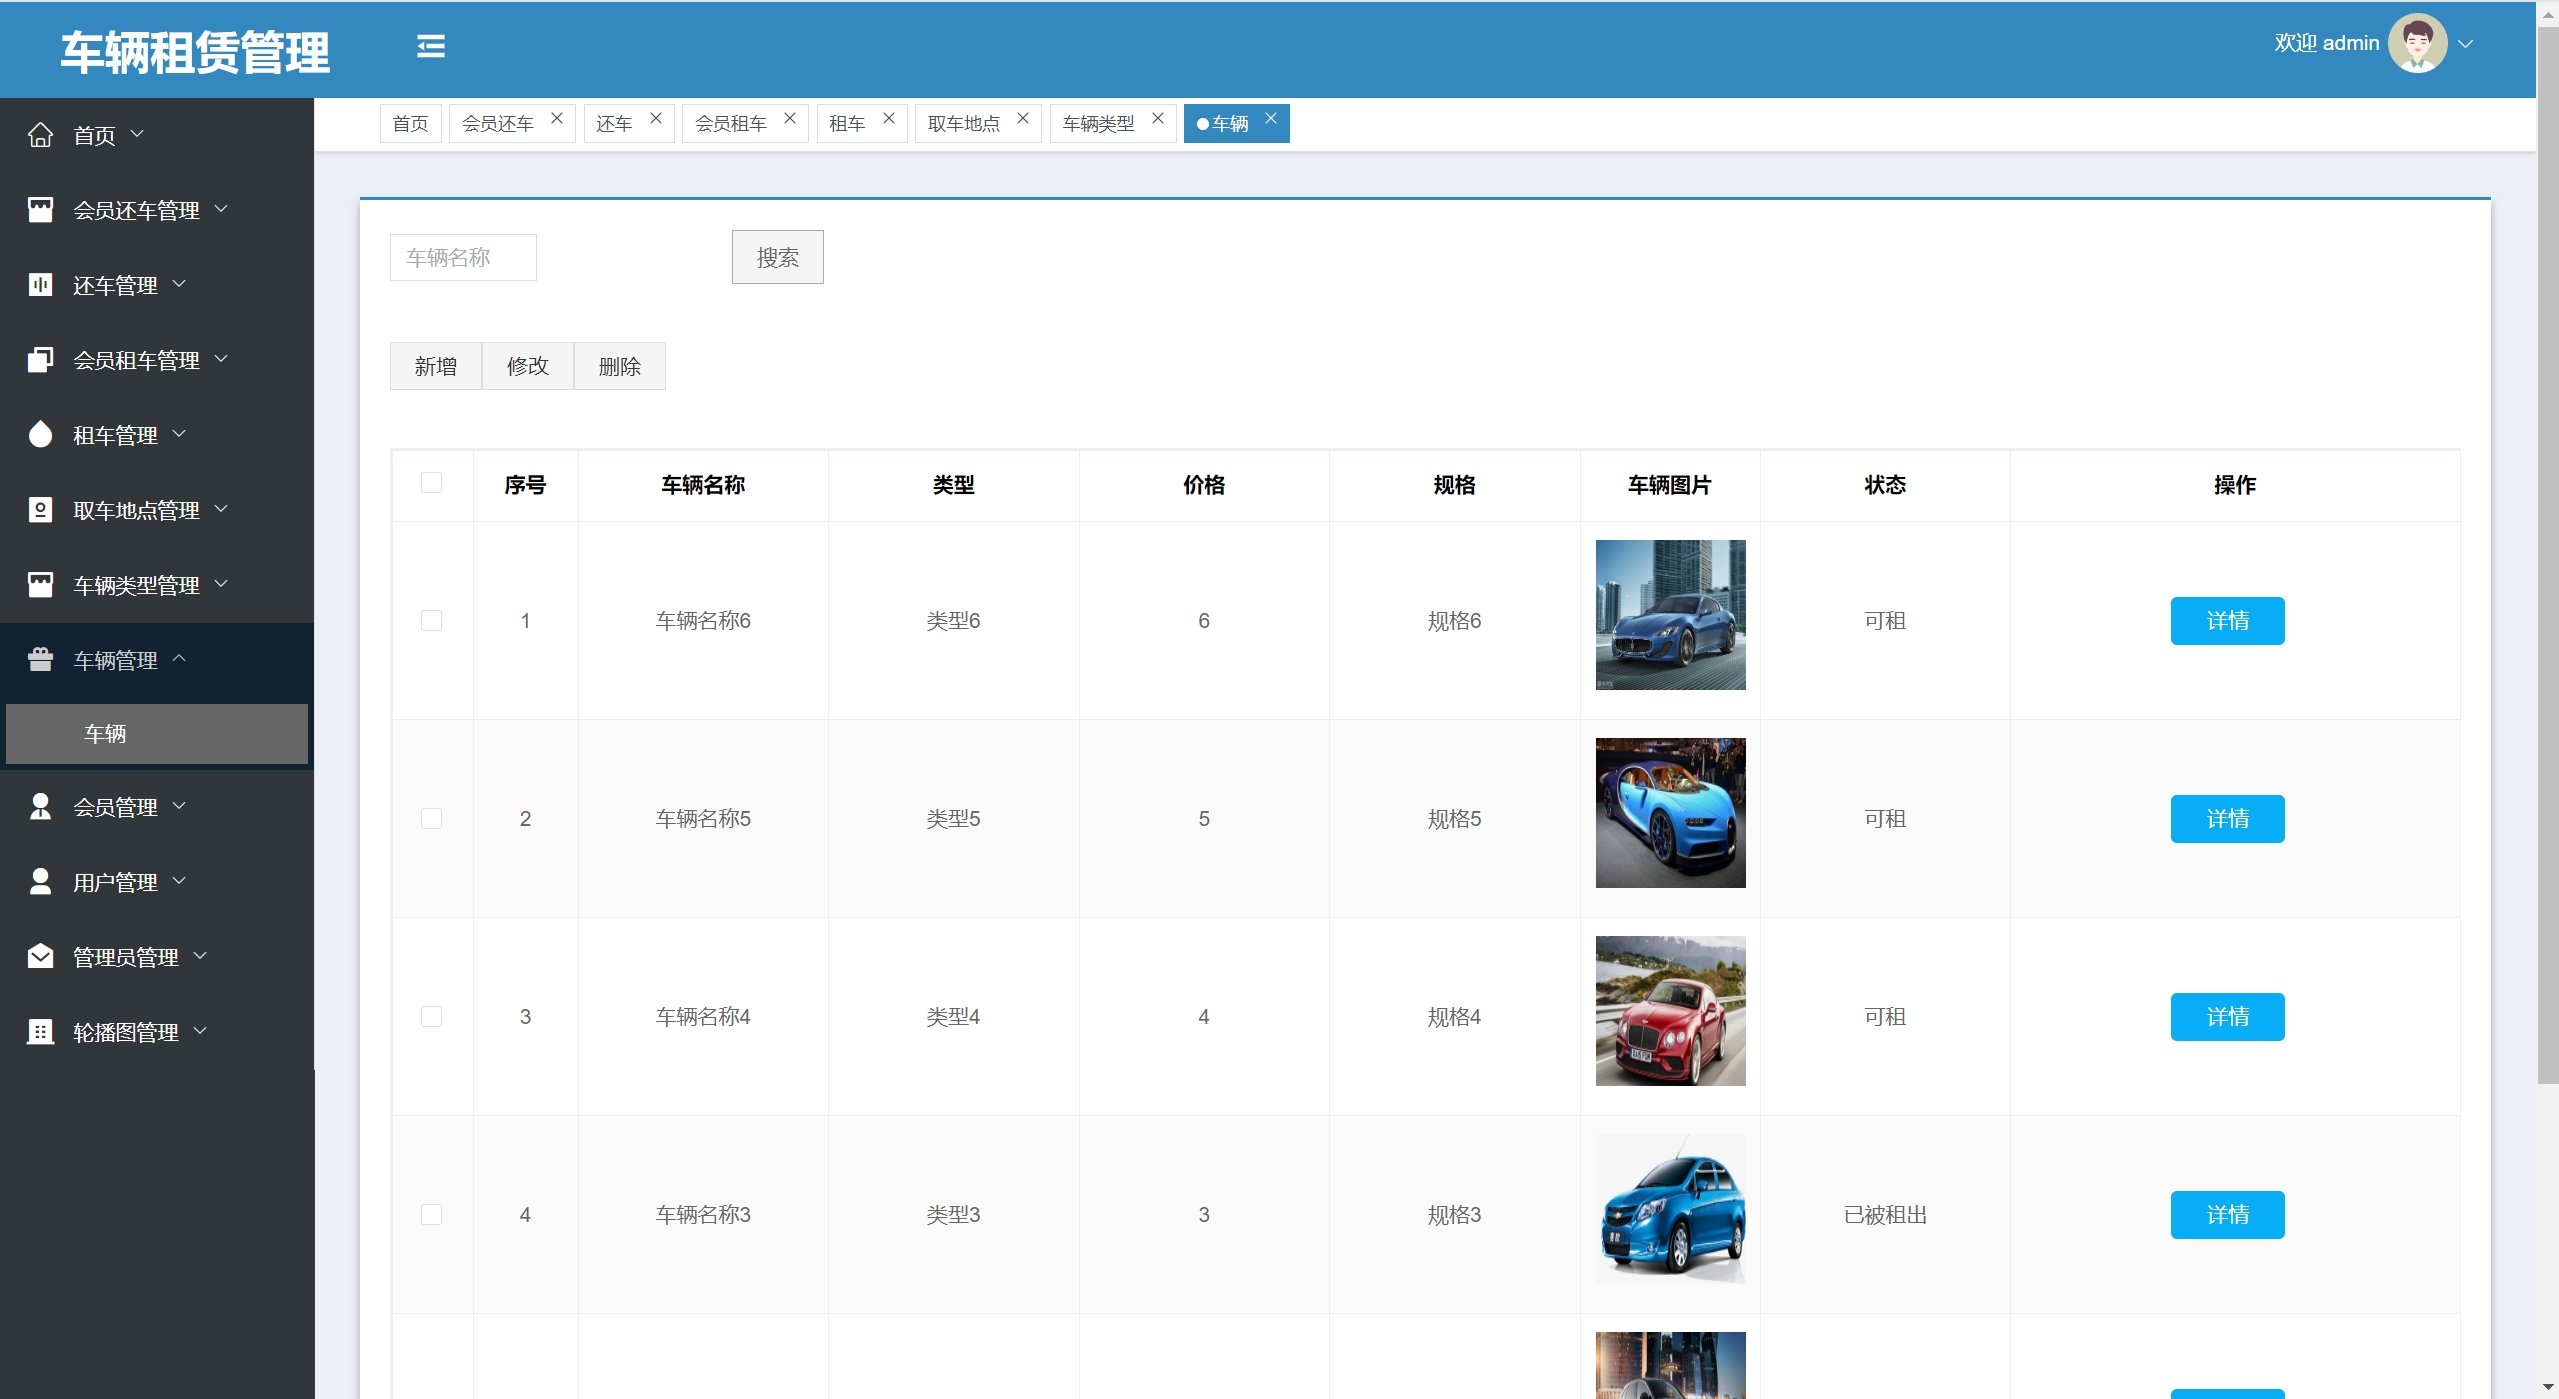 车辆租赁管理
欢迎 admin
首页 会员还车 还车 会员租车 租车 取车地点 车辆类型 车辆
首页
会员还车管理
还车管理
会员租车管理
租车管理
取车地点管理
车辆类型管理
车辆管理
车辆
会员管理
用户管理
管理员管理
轮播图管理
车辆名称 搜索
新增 修改 删除
序号 车辆名称 类型 价格 规格 车辆图片 状态 操作
1 车辆名称6 类型6 6 规格6 可租 详情
2 车辆名称5 类型5 5 规格5 可租 详情
3 车辆名称4 类型4 4 规格4 可租 详情
4 车辆名称3 类型3 3 规格3 已被租出 详情